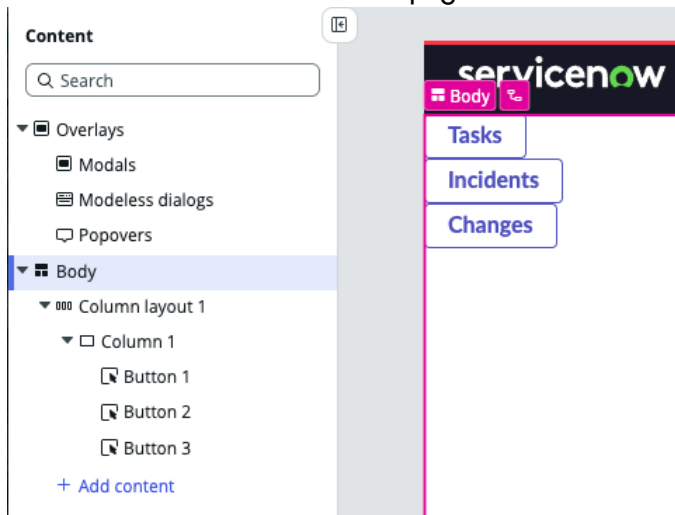 Content
Search
Overlays
Modals
Modeless dialogs
Popovers
Body
Column layout 1
Column 1
Button 1
Button 2
Button 3
+ Add content
servicenow
Body
Tasks
Incidents
Changes